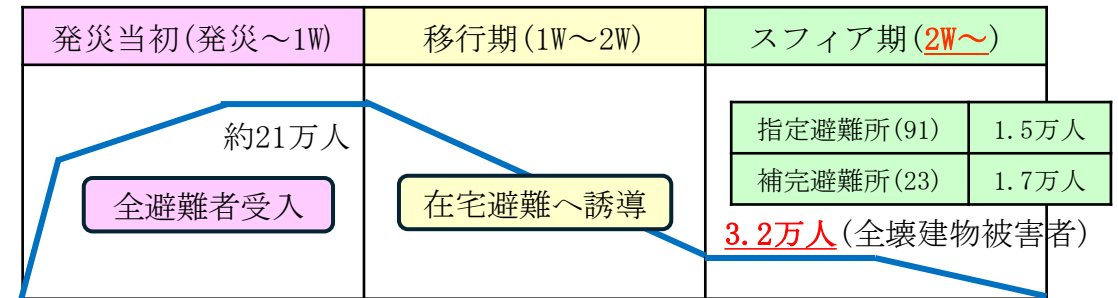 発災当初(発災～1W)
移行期(1W～2W)
スフィア期(2W～)
約21万人
全避難者受入
在宅避難へ誘導
指定避難所(91) 1.5万人
補完避難所(23) 1.7万人
3.2万人(全壊建物被害者)